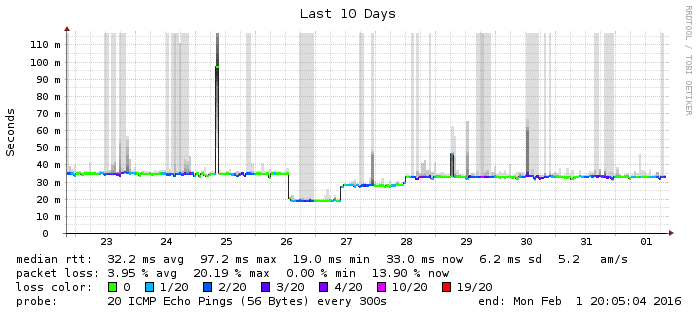 Last 10 Days
RRDTOOL / TOBI OETIKER
Seconds
110 m
100 m
90 m
80 m
70 m
60 m
50 m
40 m
30 m
20 m
10 m
0
23 24 25 26 27 28 29 30 31 01
median rtt: 32.2 ms avg 97.2 ms max 19.0 ms min 33.0 ms now 6.2 ms sd 5.2 am/s
packet loss: 3.95 % avg 20.19 % max 0.00 % min 13.90 % now
loss color: 0 1/20 2/20 3/20 4/20 10/20 19/20
probe: 20 ICMP Echo Pings (56 Bytes) every 300s end: Mon Feb 1 20:05:04 2016